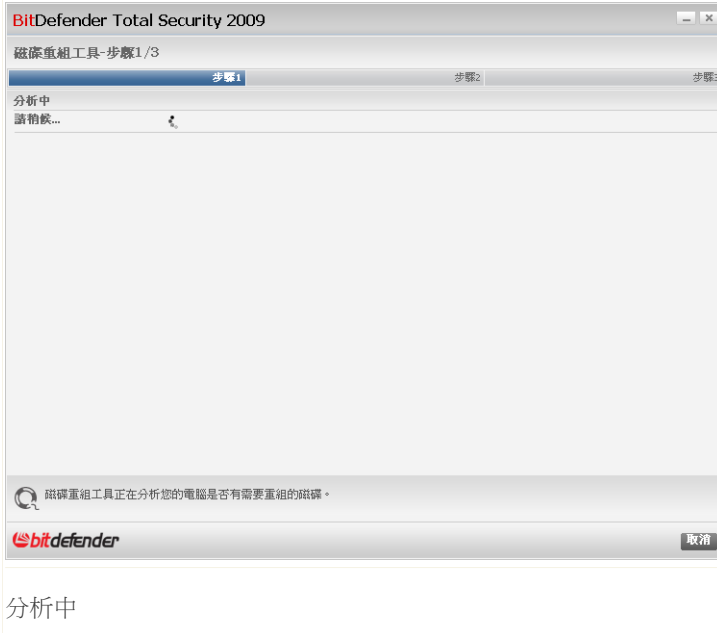 BitDefender Total Security 2009
磁碟重組工具-步驟1/3
步驟1
步驟2
步驟
分析中
請稍候...
磁碟重組工具正在分析您的電腦是否有需要重組的磁碟。
bitdefender
取消
分析中